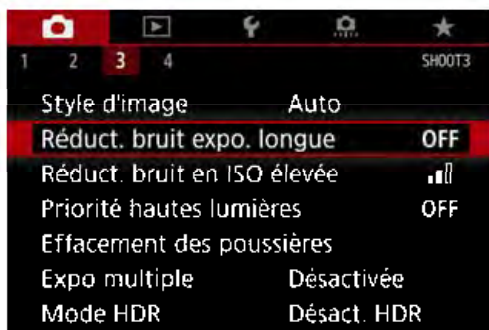 1 2 3 4 SHOOT3
Style d'image Auto
Réduct. bruit expo. longue OFF
Réduct. bruit en ISO élevée
Priorité hautes lumières OFF
Effacement des poussières
Expo multiple Désactivée
Mode HDR Désact. HDR